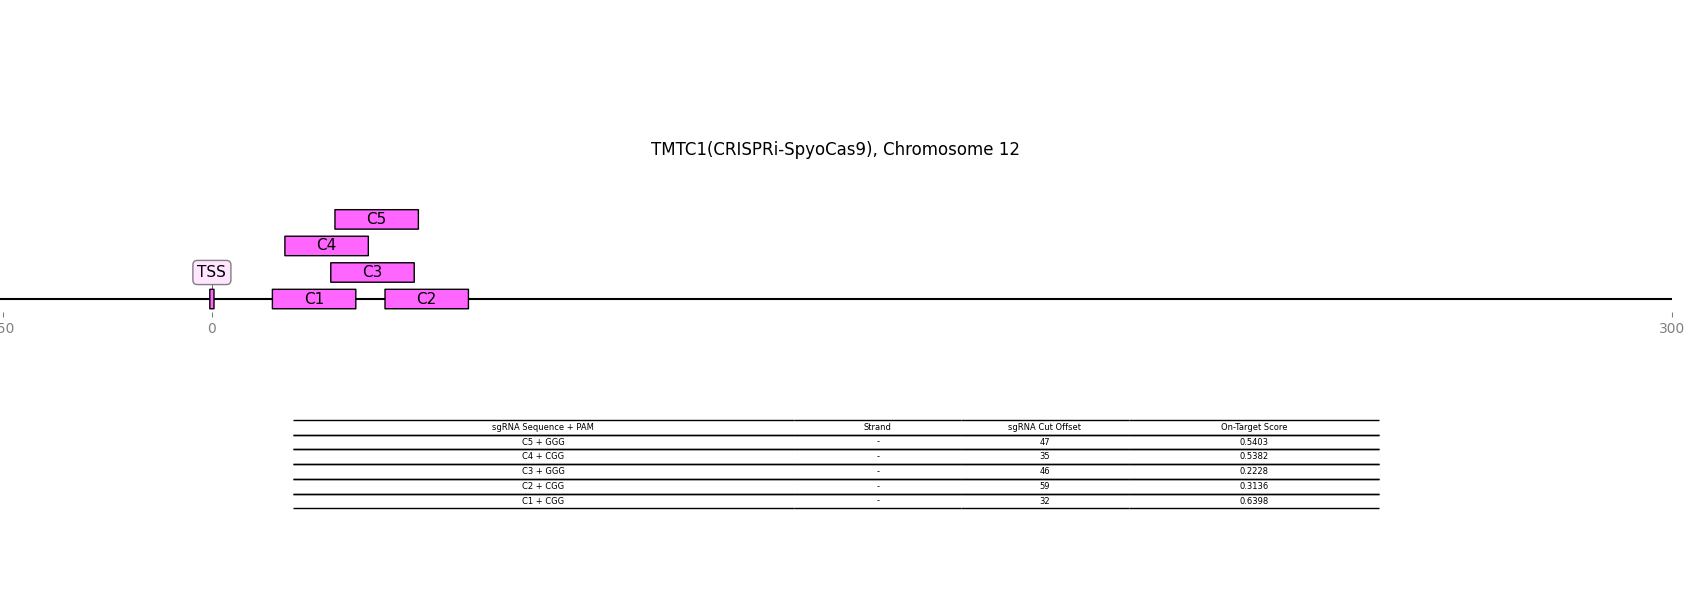 TMTC1(CRISPRi-SpyoCas9), Chromosome 12
C5
C4
TSS C3
C1 C2
50 0 300
sgRNA Sequence + PAM Strand sgRNA Cut Offset On-Target Score
C5 + GGG - 47 0.5403
C4 + CGG - 35 0.5382
C3 + GGG - 46 0.2228
C2 + CGG - 59 0.3136
C1 + CGG - 32 0.6398